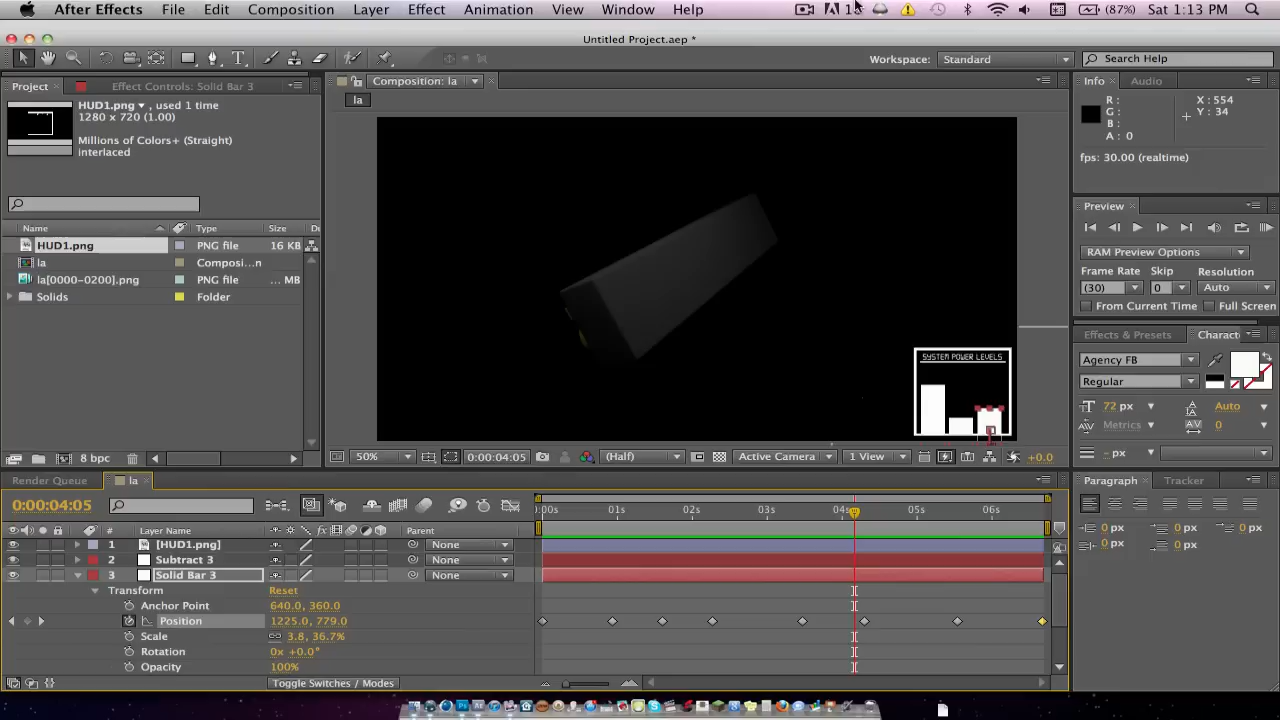 After Effects File Edit Composition Layer Effect Animation View Window Help (87%) Sat 1:13 PM
Untitled Project.aep *
Workspace: Standard Search Help
Project Effect Controls: Solid Bar 3 Composition: la Info Audio
HUD1.png , used 1 time
1280 x 720 (1.00)
Millions of Colors+ (Straight)
interlaced
la
R: X: 554
G: Y: 34
B:
A: 0
fps: 30.00 (realtime)
Preview
Name Type Size
HUD1.png PNG file 16 KB
la Composi...n
la[0000-0200].png PNG file ... MB
Solids Folder
RAM Preview Options
Frame Rate Skip Resolution
(30) 0 Auto
From Current Time Full Screen
Effects & Presets Charact
Agency FB
Regular
72 px Auto
Metrics 0
- px
SYSTEM POWER LEVELS
8 bpc
50% 0:00:04:05 (Half) Active Camera 1 View +0.0
Render Queue la
Paragraph Tracker
0 px 0 px 0 px
0 px 0 px
0:00:04:05
:00s 01s 02s 03s 04s 05s 06s
# Layer Name Parent
1 [HUD1.png] None
2 Subtract 3 None
3 Solid Bar 3 None
Transform Reset
Anchor Point 640.0, 360.0
Position 1225.0, 779.0
Scale 3.8, 36.7%
Rotation 0x +0.0°
Opacity 100%
Toggle Switches / Modes